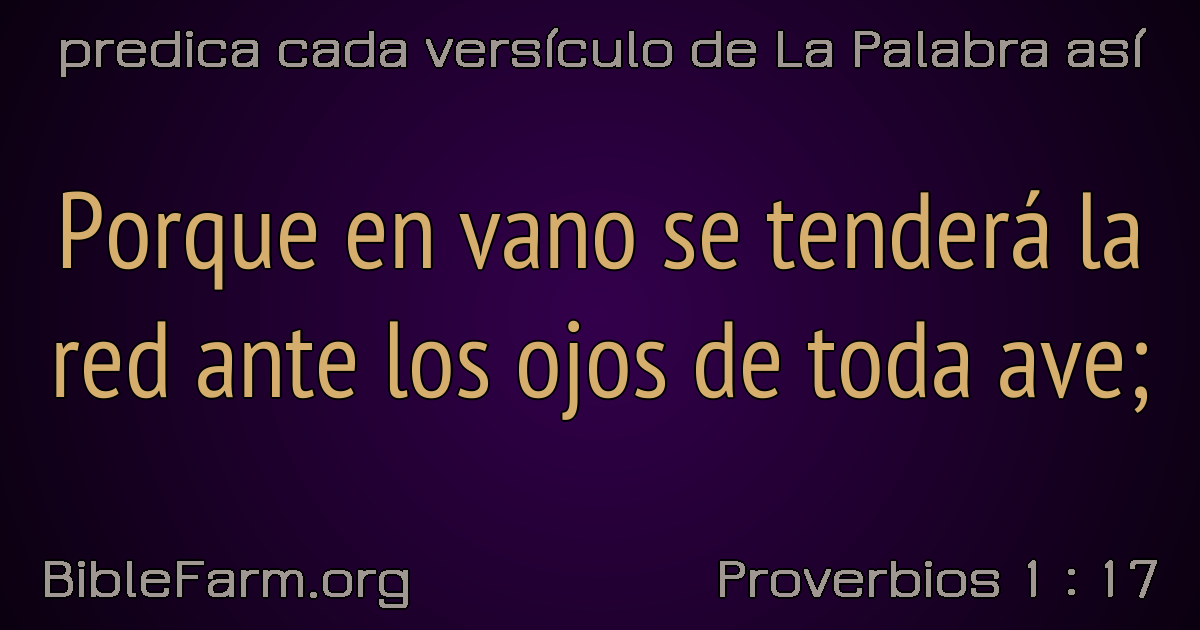 predica cada versículo de La Palabra así
Porque en vano se tenderá la
red ante los ojos de toda ave;
BibleFarm.org
Proverbios 1 : 17